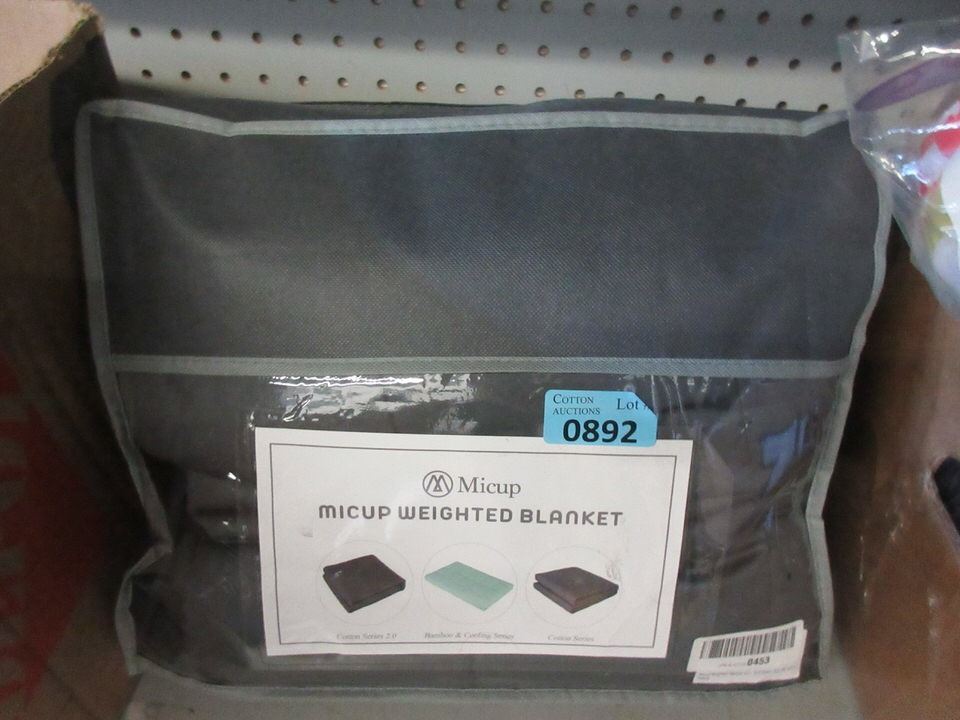 COTTON
AUCTIONS
Lot
0892
Micup
MICUP WEIGHTED BLANKET
Cotton Series 2.0
Bamboo & Cooling Series
Cotton Series
8453